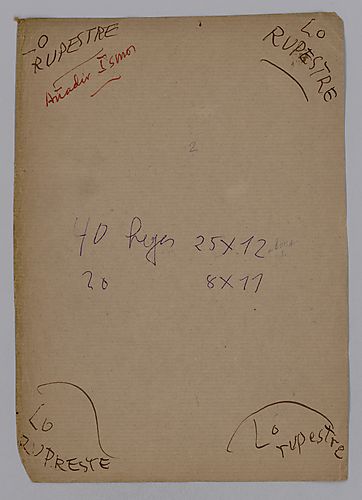 LO
RUPESTRE
Añadir Ismos
LO
RUPESTRE
2
40 hojas 25x12
20 8x11
Lo
RUPRESTE
Lo
rupestre